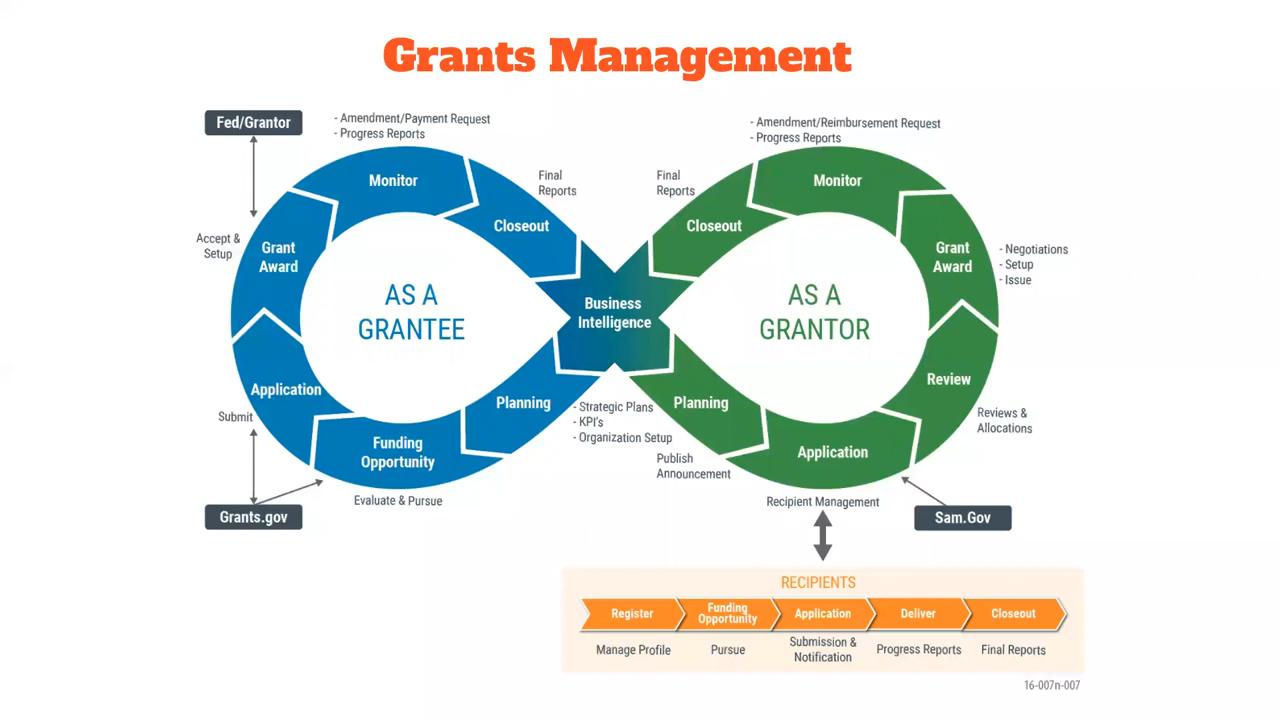 Grants Management
Fed/Grantor
- Amendment/Payment Request
- Progress Reports
Monitor
Final
Reports
Closeout
Accept &
Setup
Grant
Award
AS A
GRANTEE
Application
Submit
Grants.gov
Funding
Opportunity
Evaluate & Pursue
Planning
- Strategic Plans
- KPI's
- Organization Setup
Business
Intelligence
- Amendment/Reimbursement Request
- Progress Reports
Monitor
Final
Reports
Closeout
Grant
Award
- Negotiations
- Setup
- Issue
AS A
GRANTOR
Review
Reviews &
Allocations
Planning
Publish
Announcement
Application
Recipient Management
Sam.Gov
RECIPIENTS
Register
Funding
Opportunity
Application
Deliver
Closeout
Manage Profile
Pursue
Submission &
Notification
Progress Reports
Final Reports
16-007n-007